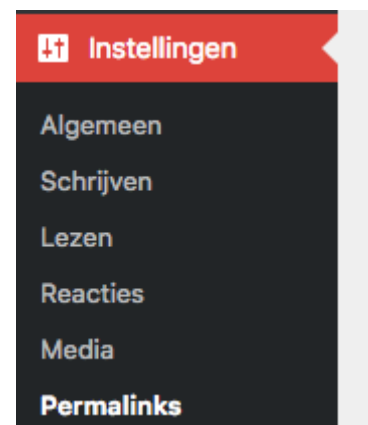 Instellingen
Algemeen
Schrijven
Lezen
Reacties
Media
Permalinks